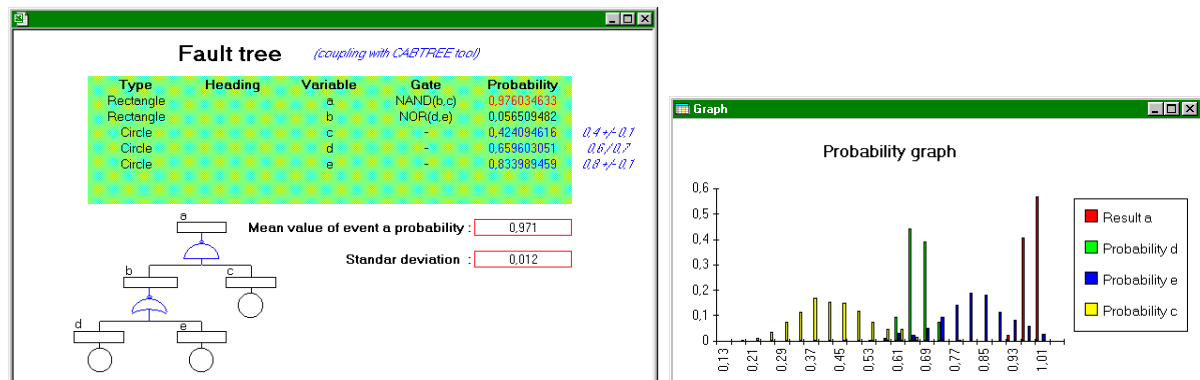 Fault tree (coupling with CABTREE tool)
Type Heading Variable Gate Probability
Rectangle a NAND(b,c) 0,976034633
Rectangle b NOR(d,e) 0,056509482
Circle c - 0,424094616 0,4 +/- 0,1
Circle d - 0,659603051 0,6 / 0,7
Circle e - 0,833989459 0,8 +/- 0,1
a
Mean value of event a probability : 0,971
b c
Standar deviation : 0,012
d e
Graph
Probability graph
0,6
0,5
0,4
0,3
0,2
0,1
0
0,13 0,21 0,29 0,37 0,45 0,53 0,61 0,69 0,77 0,85 0,93 1,01
Result a
Probability d
Probability e
Probability c